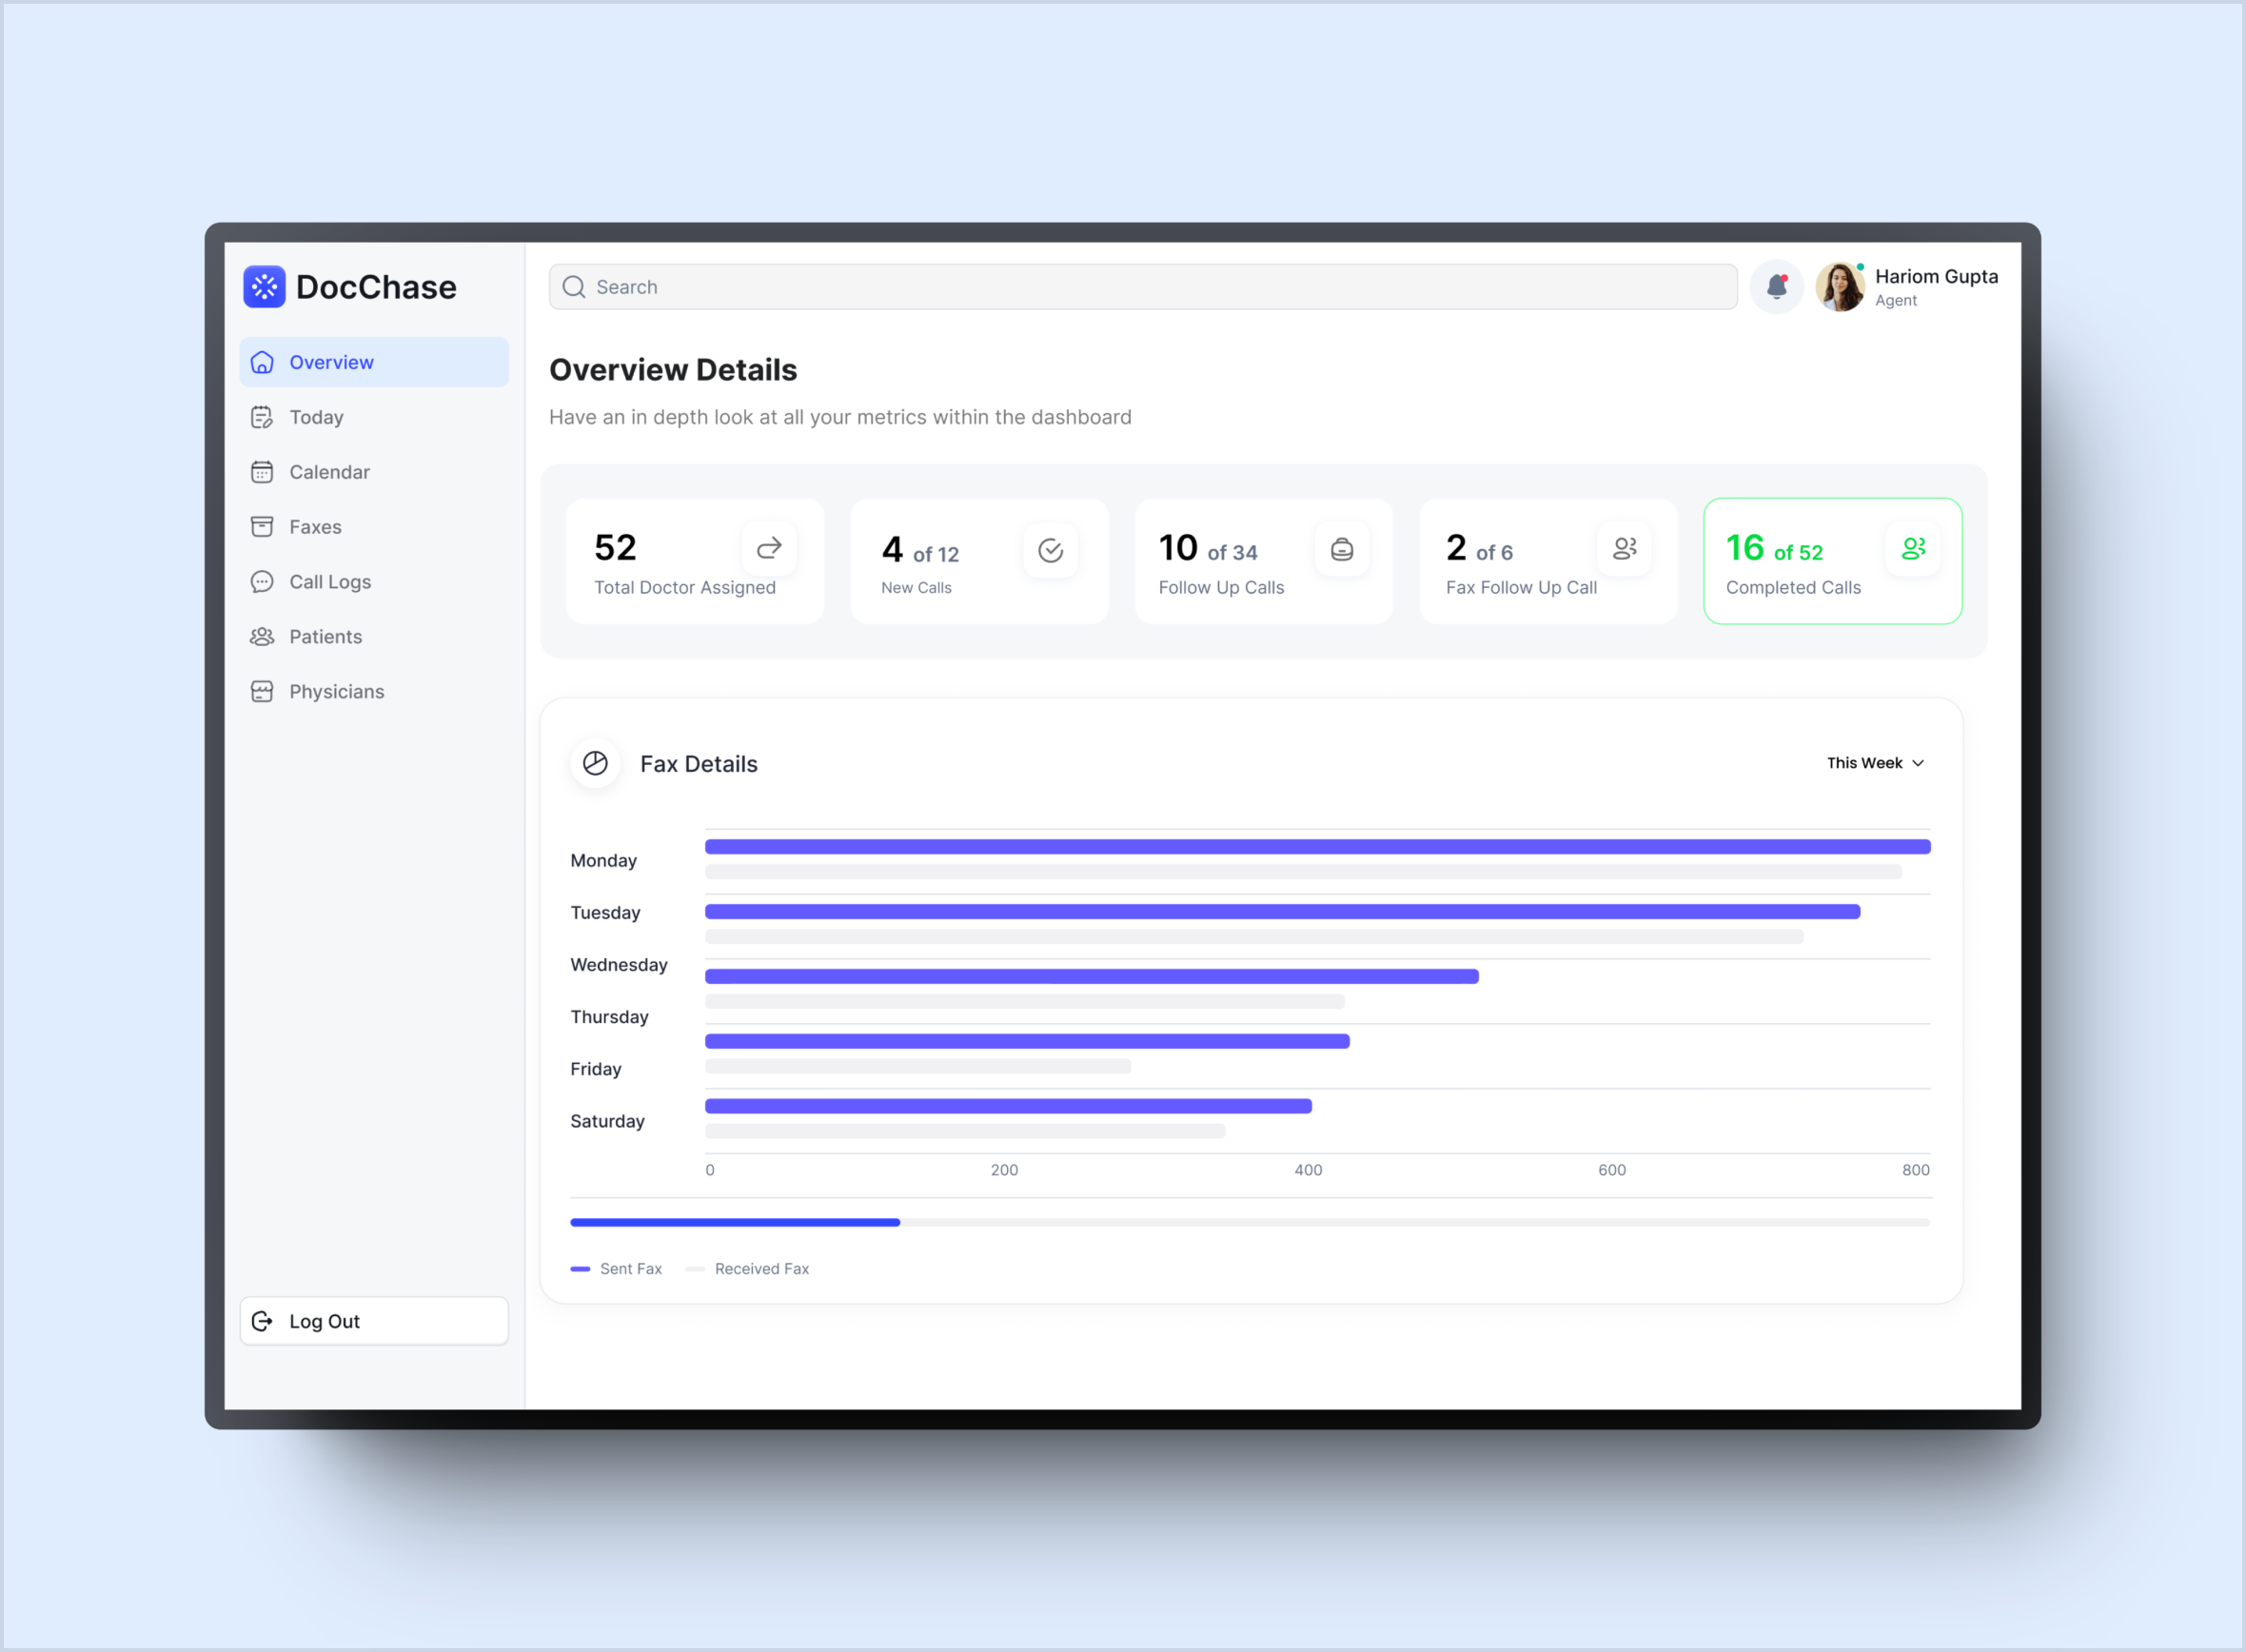 DocChase
Search
Hariom Gupta
Agent
Overview
Today
Calendar
Faxes
Call Logs
Patients
Physicians
Log Out
Overview Details
Have an in depth look at all your metrics within the dashboard
52
Total Doctor Assigned
4 of 12
New Calls
10 of 34
Follow Up Calls
2 of 6
Fax Follow Up Call
16 of 52
Completed Calls
Fax Details
This Week
Monday
Tuesday
Wednesday
Thursday
Friday
Saturday
0 200 400 600 800
Sent Fax Received Fax